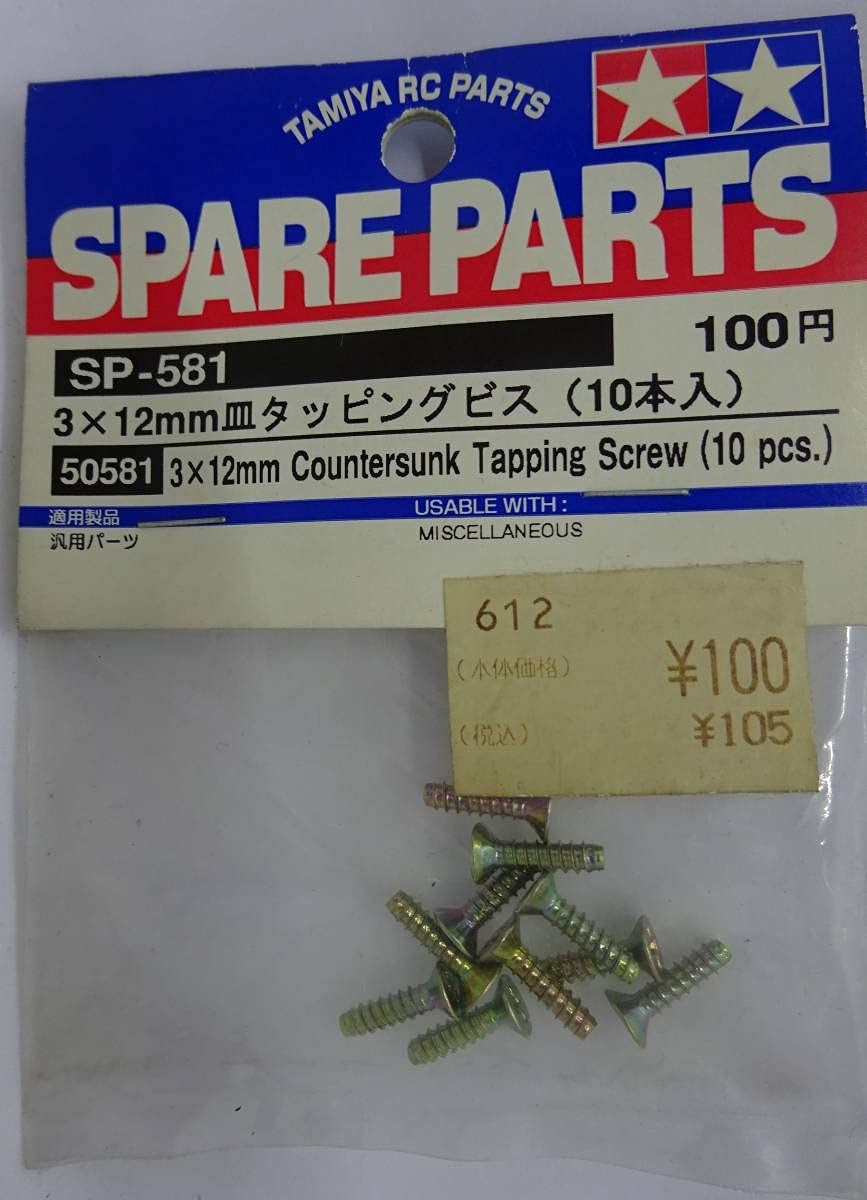 TAMIYA RC PARTS
SPARE PARTS
SP-581
100円
3×12mm皿タッピングビス（10本入）
50581 3×12mm Countersunk Tapping Screw (10 pcs.)
適用製品
USABLE WITH:
汎用パーツ
MISCELLANEOUS
612
(本体価格) ¥100
(税込) ¥105